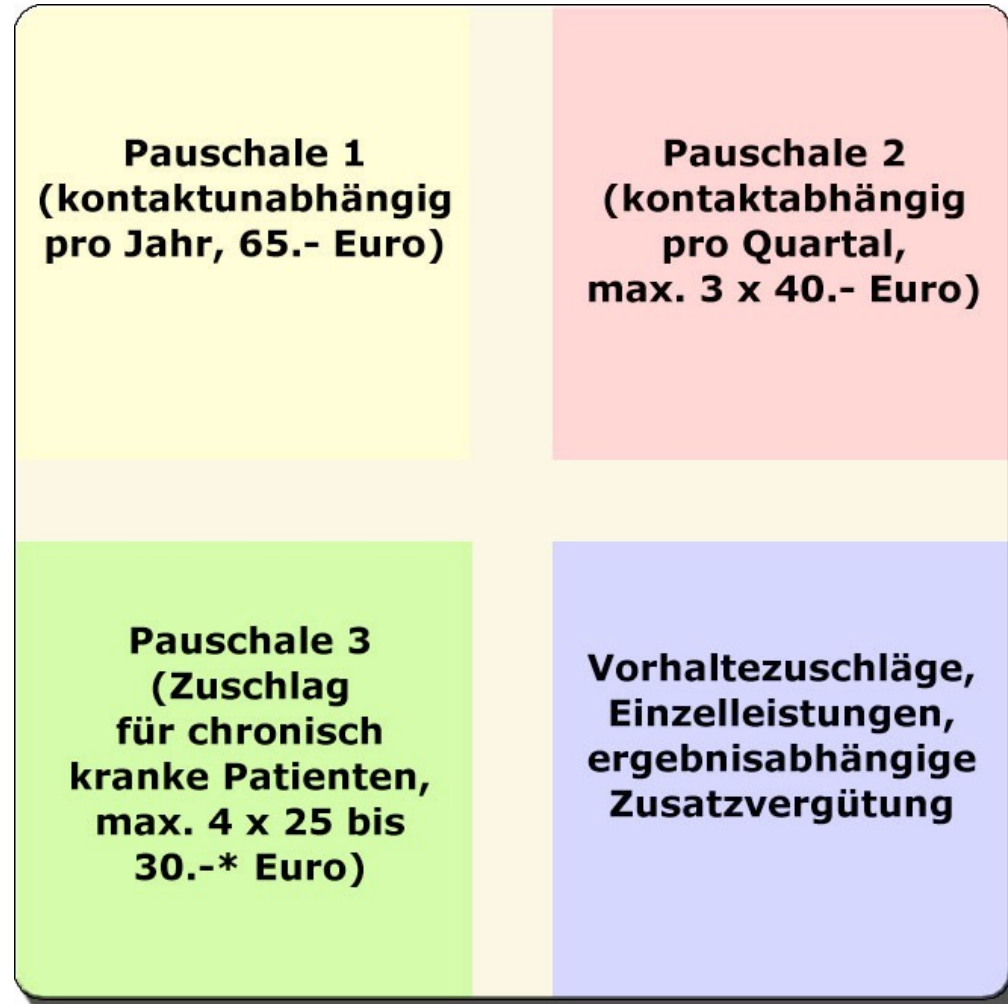 Pauschale 1
(kontaktunabhängig
pro Jahr, 65.- Euro)
Pauschale 2
(kontaktabhängig
pro Quartal,
max. 3 x 40.- Euro)
Pauschale 3
(Zuschlag
für chronisch
kranke Patienten,
max. 4 x 25 bis
30.-* Euro)
Vorhaltezuschläge,
Einzelleistungen,
ergebnisabhängige
Zusatzvergütung